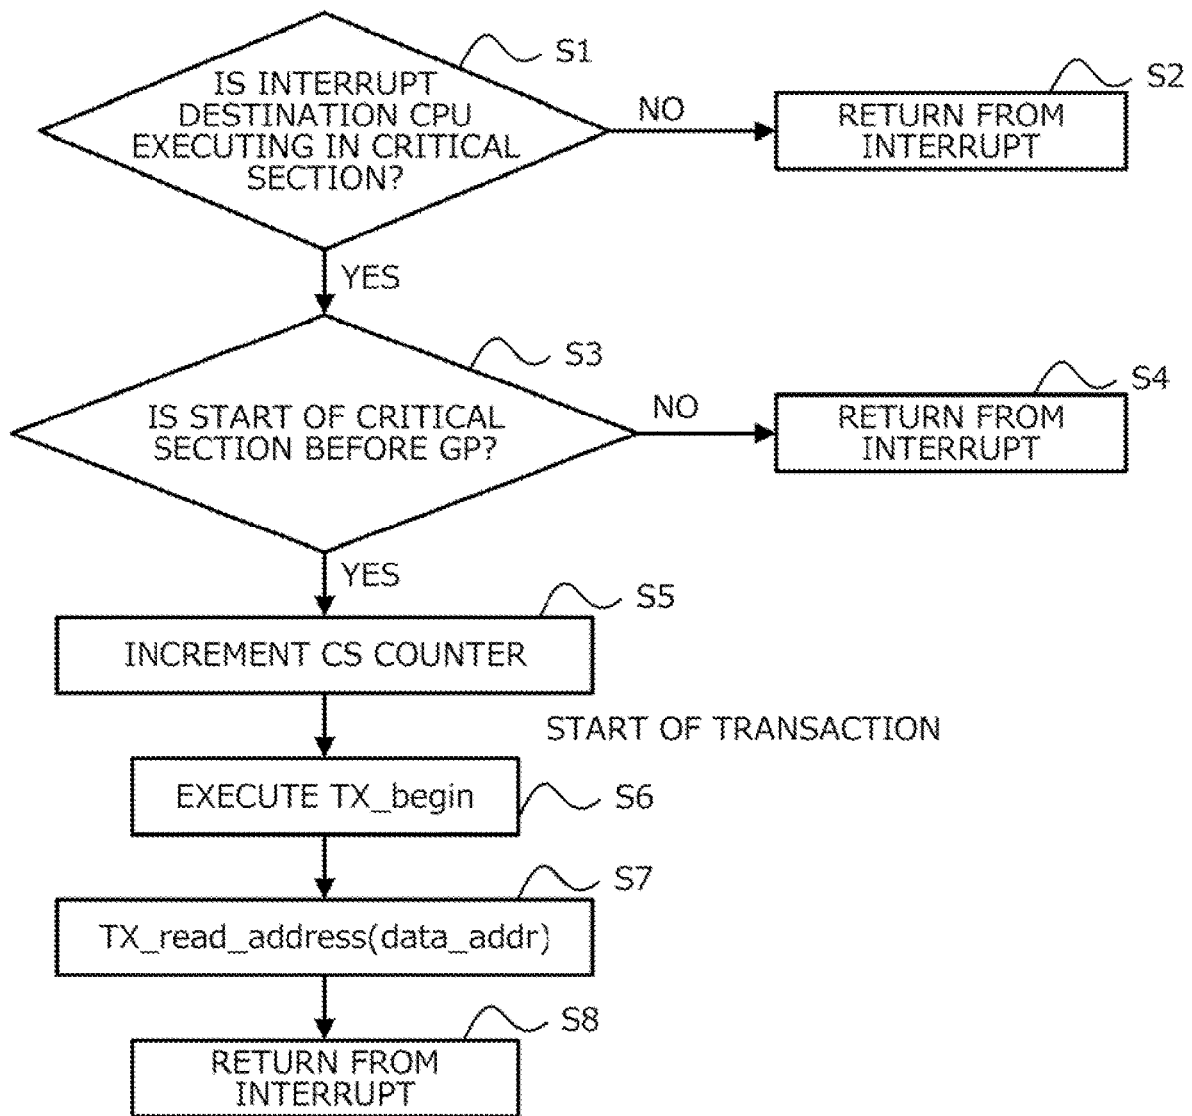 S1
IS INTERRUPT
DESTINATION CPU
EXECUTING IN CRITICAL
SECTION?
NO
S2
RETURN FROM
INTERRUPT
YES
S3
IS START OF CRITICAL
SECTION BEFORE GP?
NO
S4
RETURN FROM
INTERRUPT
YES
S5
INCREMENT CS COUNTER
START OF TRANSACTION
EXECUTE TX_begin
S6
S7
TX_read_address(data_addr)
S8
RETURN FROM
INTERRUPT